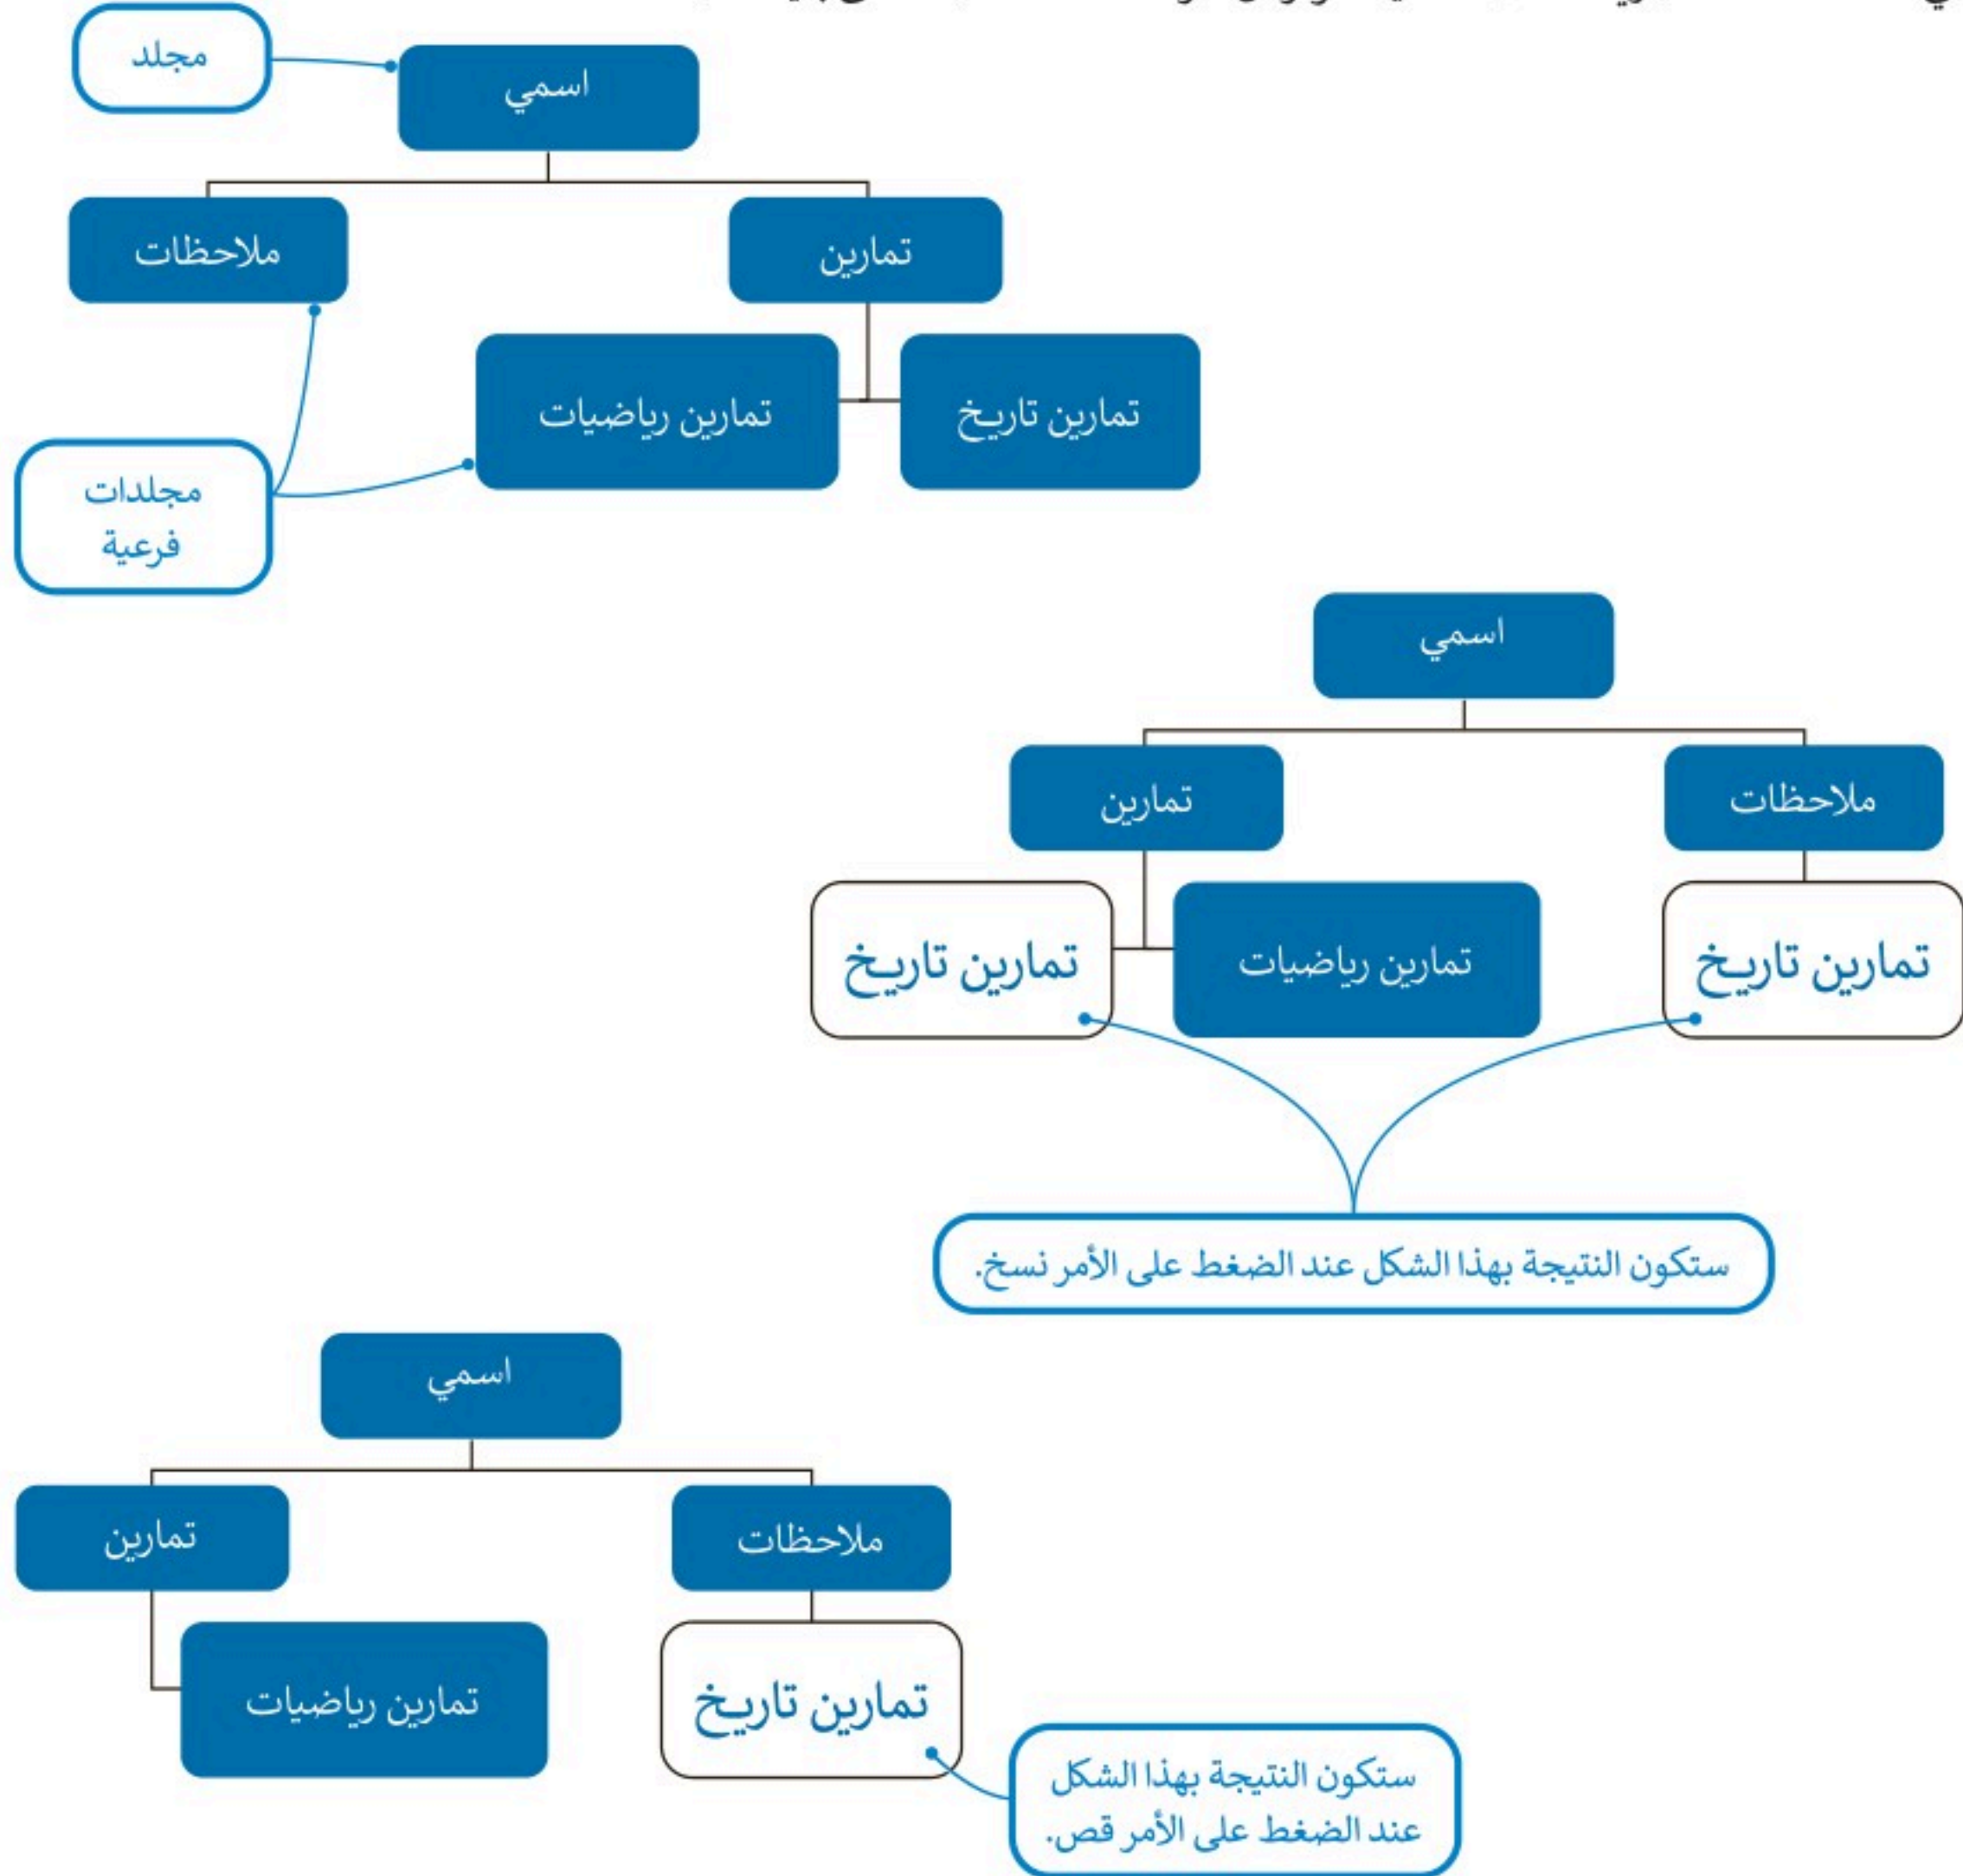 مجلد
اسمي
ملاحظات
تمارين
تمارين رياضيات
تمارين تاريخ
مجلدات
فرعية
اسمي
تمارين
ملاحظات
تمارين تاريخ
تمارين رياضيات
تمارين تاريخ
ستكون النتيجة بهذا الشكل عند الضغط على الأمر نسخ.
اسمي
تمارين
ملاحظات
تمارين رياضيات
تمارين تاريخ
ستكون النتيجة بهذا الشكل
عند الضغط على الأمر قص.